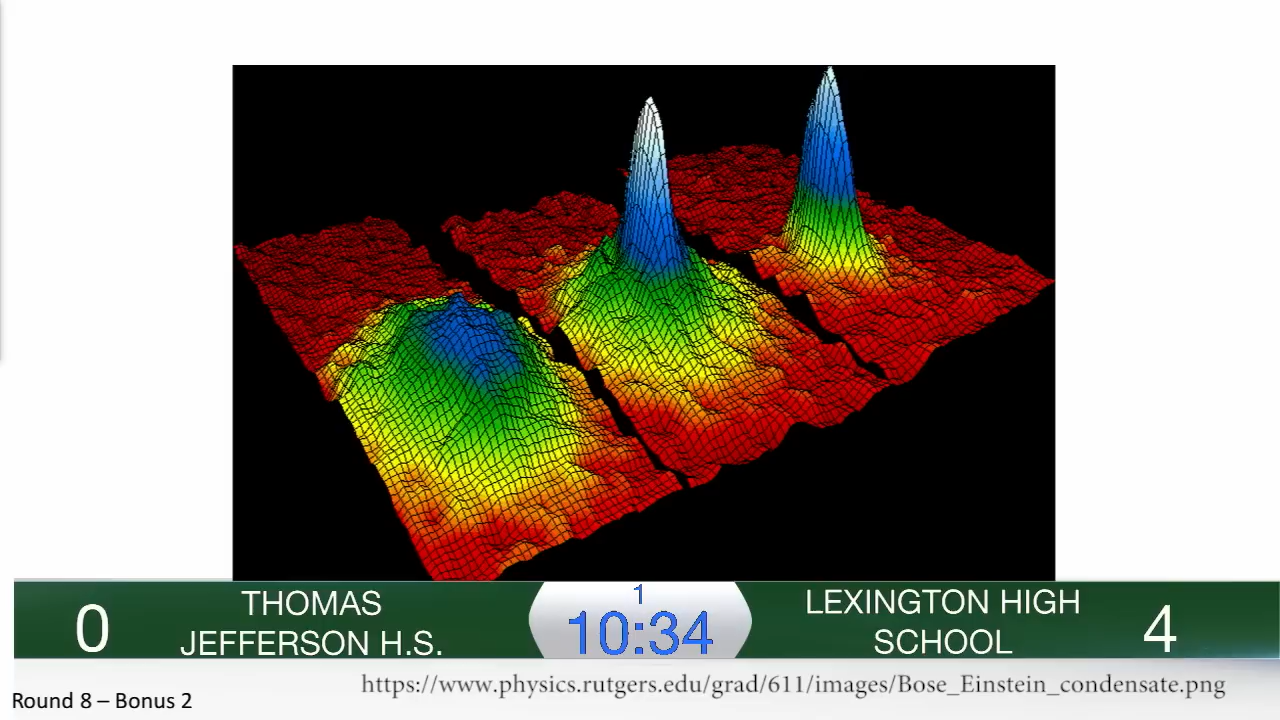 0
THOMAS
JEFFERSON H.S.
1
10:34
LEXINGTON HIGH
SCHOOL
4
https://www.physics.rutgers.edu/grad/611/images/Bose_Einstein_condensate.png
Round 8 – Bonus 2